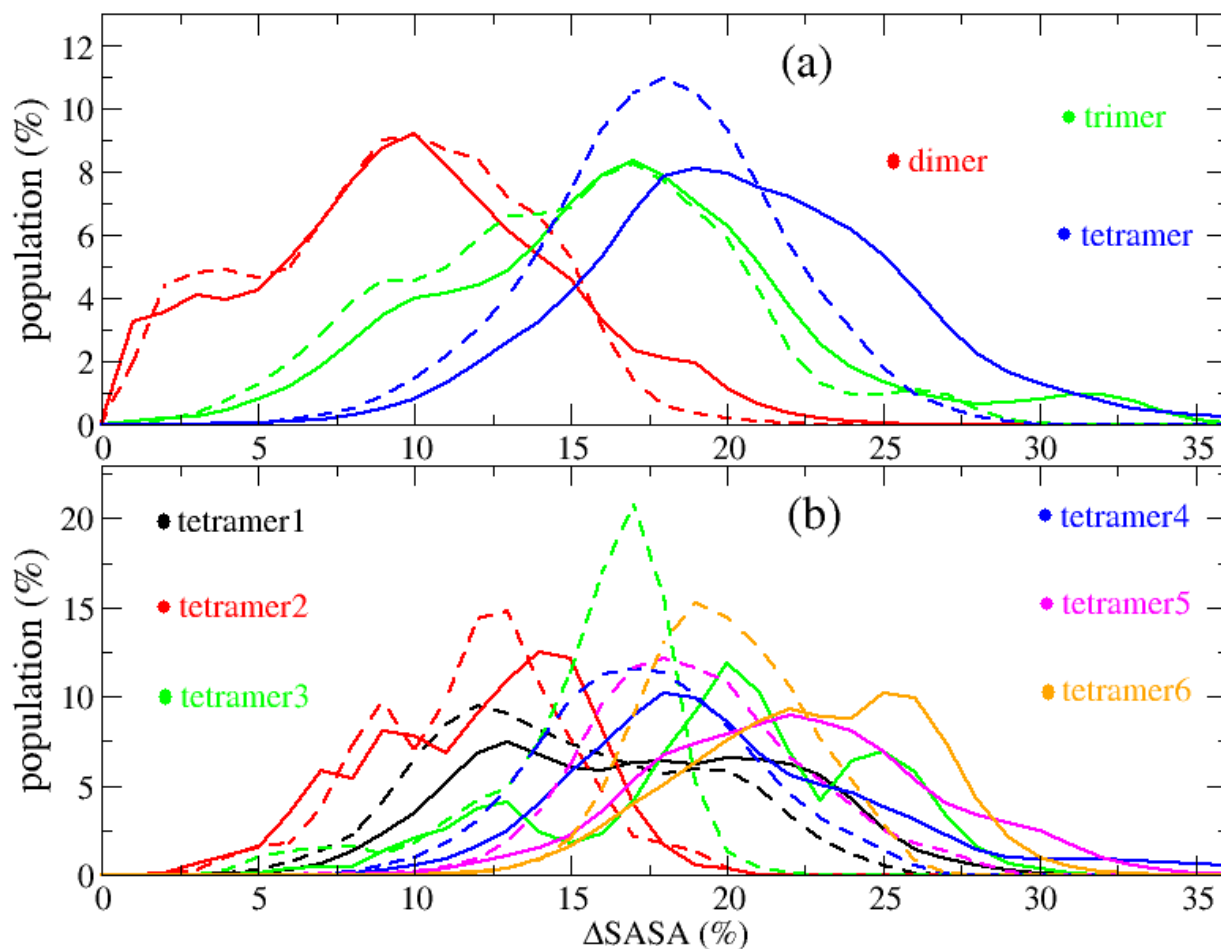 (a)
population (%)
12
10
8
6
4
2
0
trimer
dimer
tetramer
0 5 10 15 20 25 30 35
(b)
population (%)
20
15
10
5
0
tetramer1
tetramer2
tetramer3
tetramer4
tetramer5
tetramer6
0 5 10 15 20 25 30 35
ΔSASA (%)